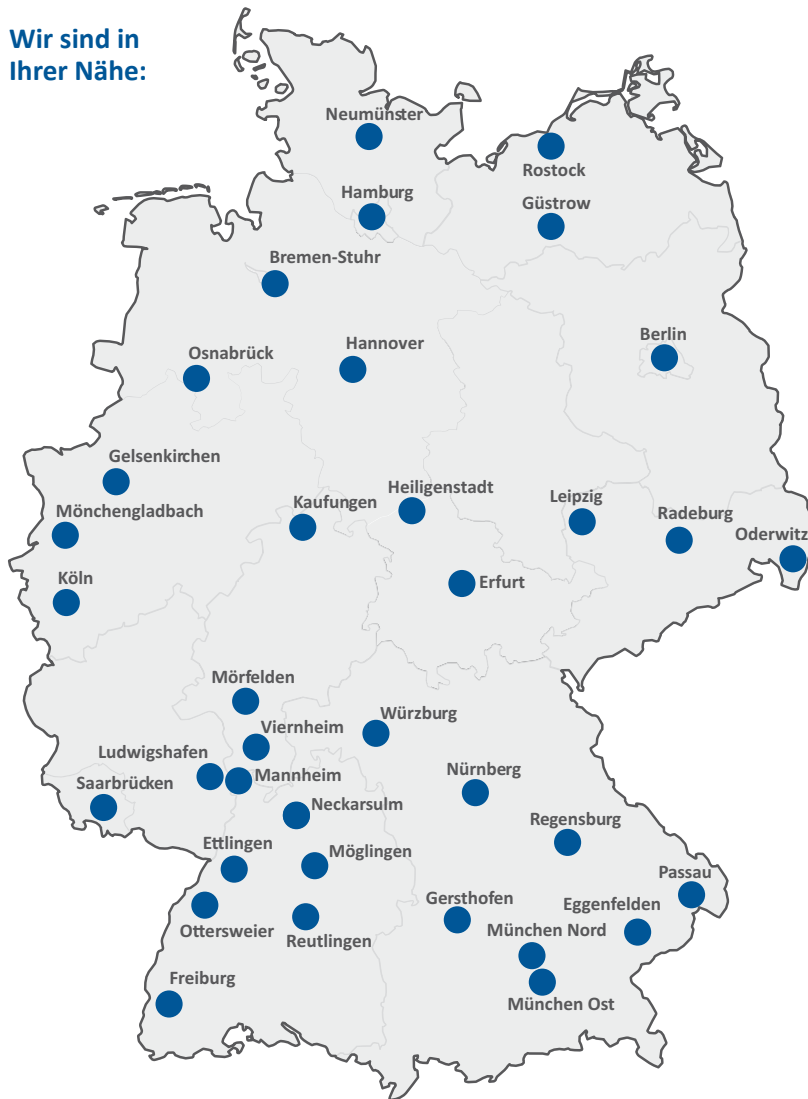 Wir sind in
Ihrer Nähe:
Neumünster
Rostock
Hamburg
Güstrow
Bremen-Stuhr
Hannover
Berlin
Osnabrück
Gelsenkirchen
Heiligenstadt
Leipzig
Mönchengladbach
Kaufungen
Radeburg
Oderwitz
Köln
Erfurt
Mörfelden
Würzburg
Viernheim
Ludwigshafen
Mannheim
Nürnberg
Saarbrücken
Neckarsulm
Regensburg
Ettlingen
Möglingen
Passau
Gersthofen
Eggenfelden
Ottersweier
Reutlingen
München Nord
Freiburg
München Ost